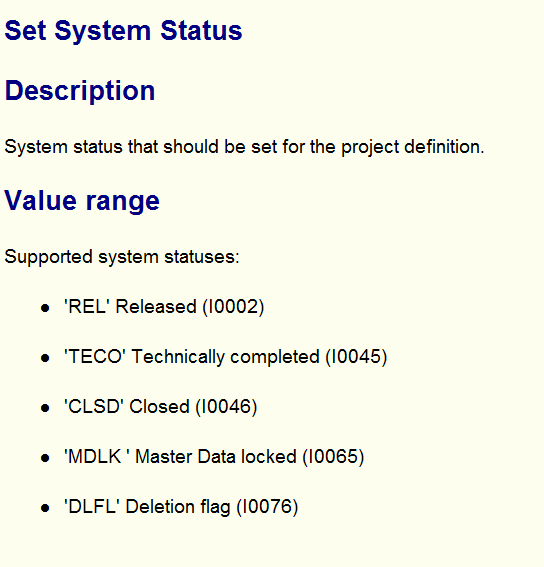 Set System Status
Description
System status that should be set for the project definition.
Value range
Supported system statuses:
● 'REL' Released (I0002)
● 'TECO' Technically completed (I0045)
● 'CLSD' Closed (I0046)
● 'MDLK ' Master Data locked (I0065)
● 'DLFL' Deletion flag (I0076)